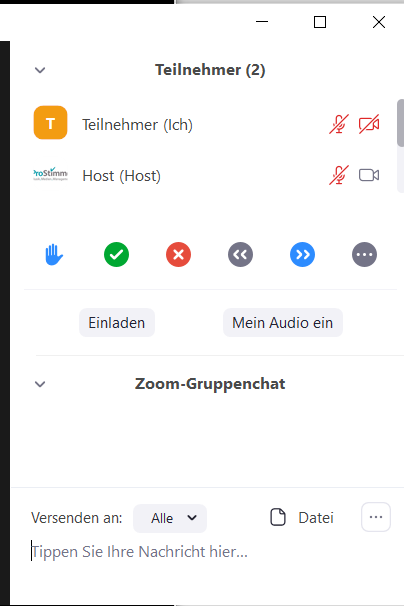 Teilnehmer (2)
T Teilnehmer (Ich)
ProStimme Host (Host)
Einladen Mein Audio ein
Zoom-Gruppenchat
Versenden an: Alle Datei
Tippen Sie Ihre Nachricht hier...